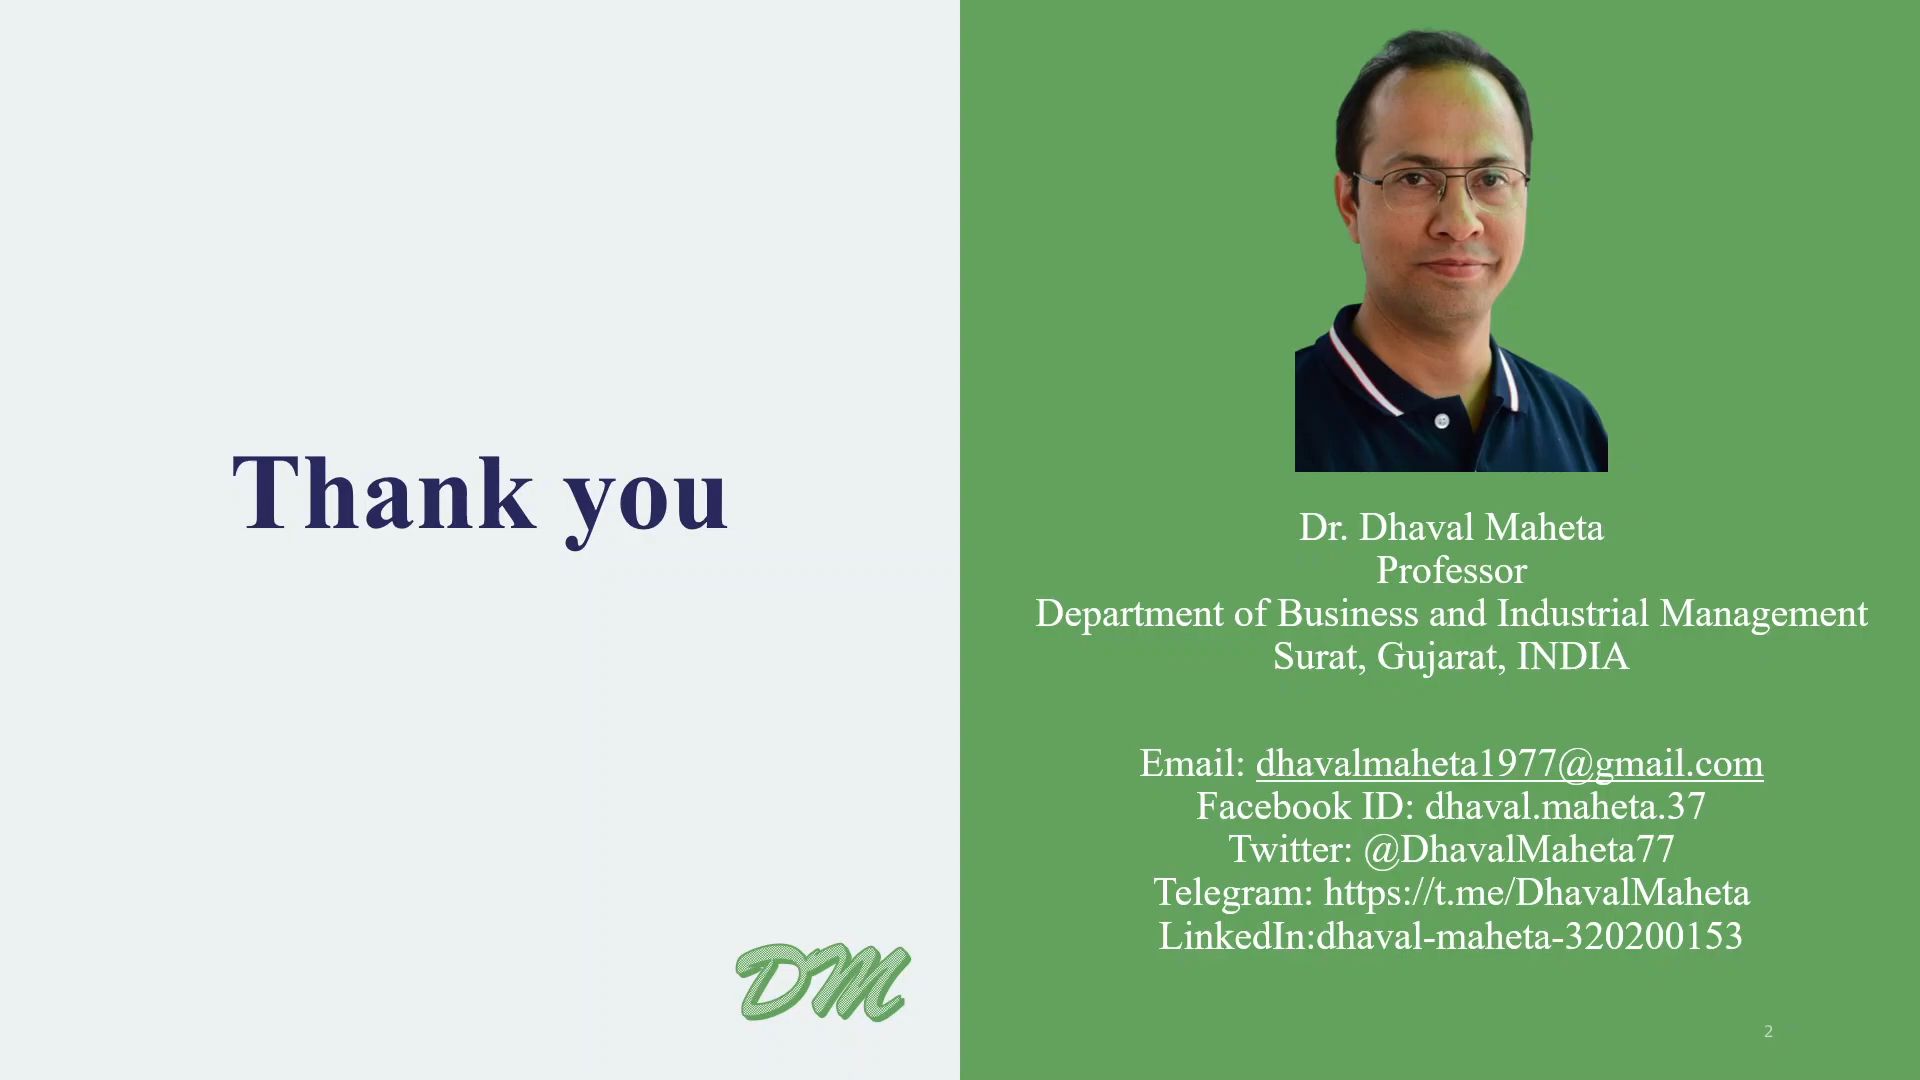 Thank you
DM
Dr. Dhaval Maheta
Professor
Department of Business and Industrial Management
Surat, Gujarat, INDIA
Email: dhavalmaheta1977@gmail.com
Facebook ID: dhaval.maheta.37
Twitter: @DhavalMaheta77
Telegram: https://t.me/DhavalMaheta
LinkedIn:dhaval-maheta-320200153
2